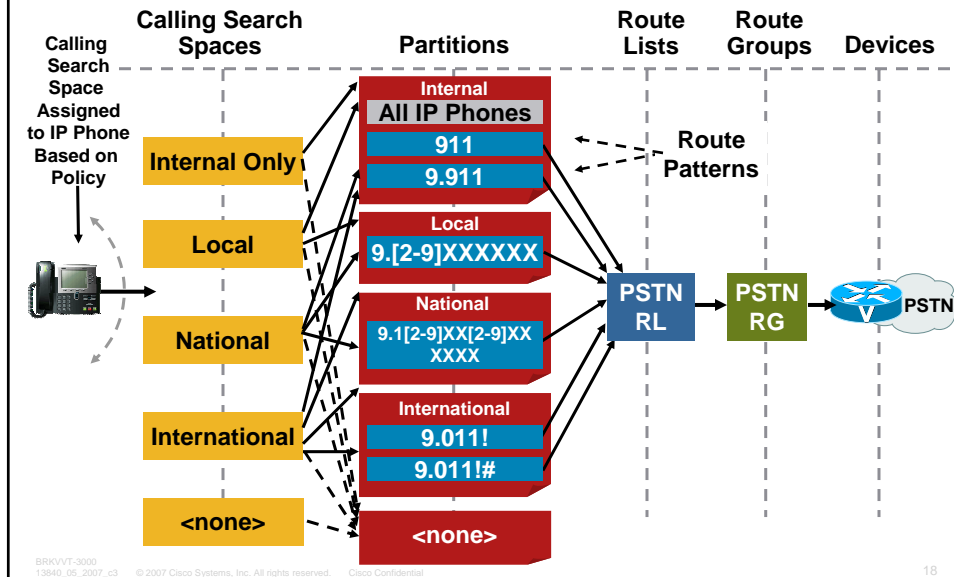 Calling Search
Spaces
Partitions
Route
Lists
Route
Groups
Devices
Calling
Search
Space
Assigned
to IP Phone
Based on
Policy
Internal Only
Local
National
International
<none>
Internal
All IP Phones
911
9.911
Local
9.[2-9]XXXXXX
National
9.1[2-9]XX[2-9]XX
XXXX
International
9.011!
9.011!#
<none>
Route
Patterns
PSTN
RL
PSTN
RG
V
PSTN
BRKVVT-3000
13840_05_2007_c3 © 2007 Cisco Systems, Inc. All rights reserved. Cisco Confidential
18